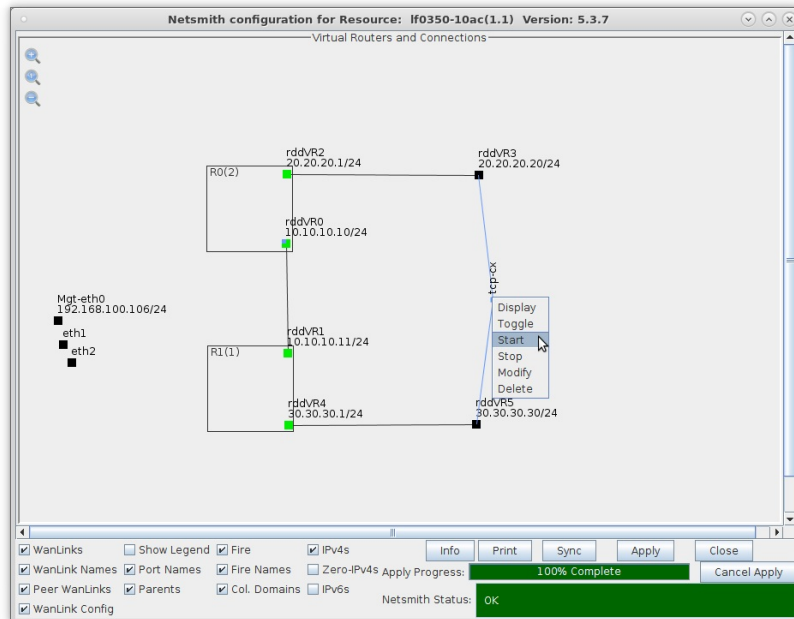 Netsmith configuration for Resource: lf0350-10ac(1.1) Version: 5.3.7
Virtual Routers and Connections
rddVR2
20.20.20.1/24
rddVR3
20.20.20.20/24
R0(2)
rddVR0
10.10.10.10/24
tcp-cx
Mgt-eth0
192.168.100.106/24
eth1
eth2
Display
Toggle
Start
Stop
Modify
Delete
rddVR1
10.10.10.11/24
R1(1)
rddVR4
30.30.30.1/24
rddVR5
30.30.30.30/24
WanLinks Show Legend Fire IPv4s Info Print Sync Apply Close
WanLink Names Port Names Fire Names Zero-IPv4s Apply Progress: 100% Complete Cancel Apply
Peer WanLinks Parents Col. Domains IPv6s Netsmith Status: OK
WanLink Config